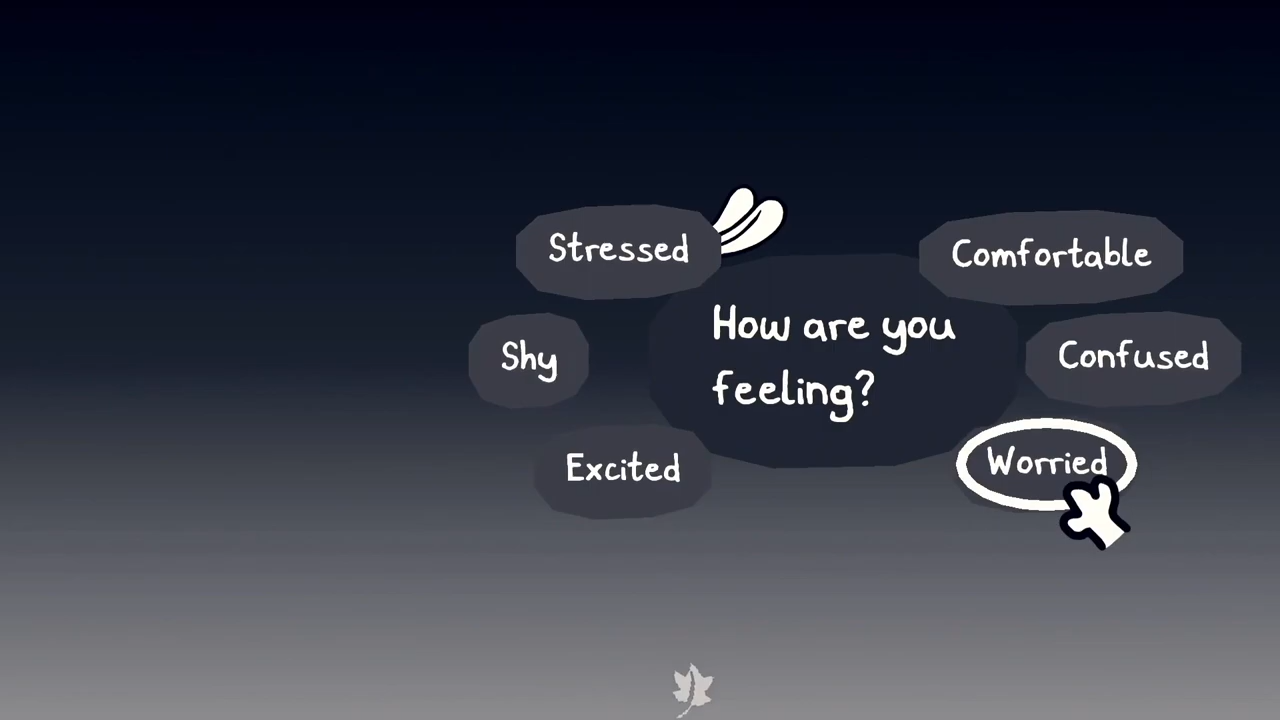 Stressed
Comfortable
How are you
feeling?
Shy
Confused
Excited
Worried